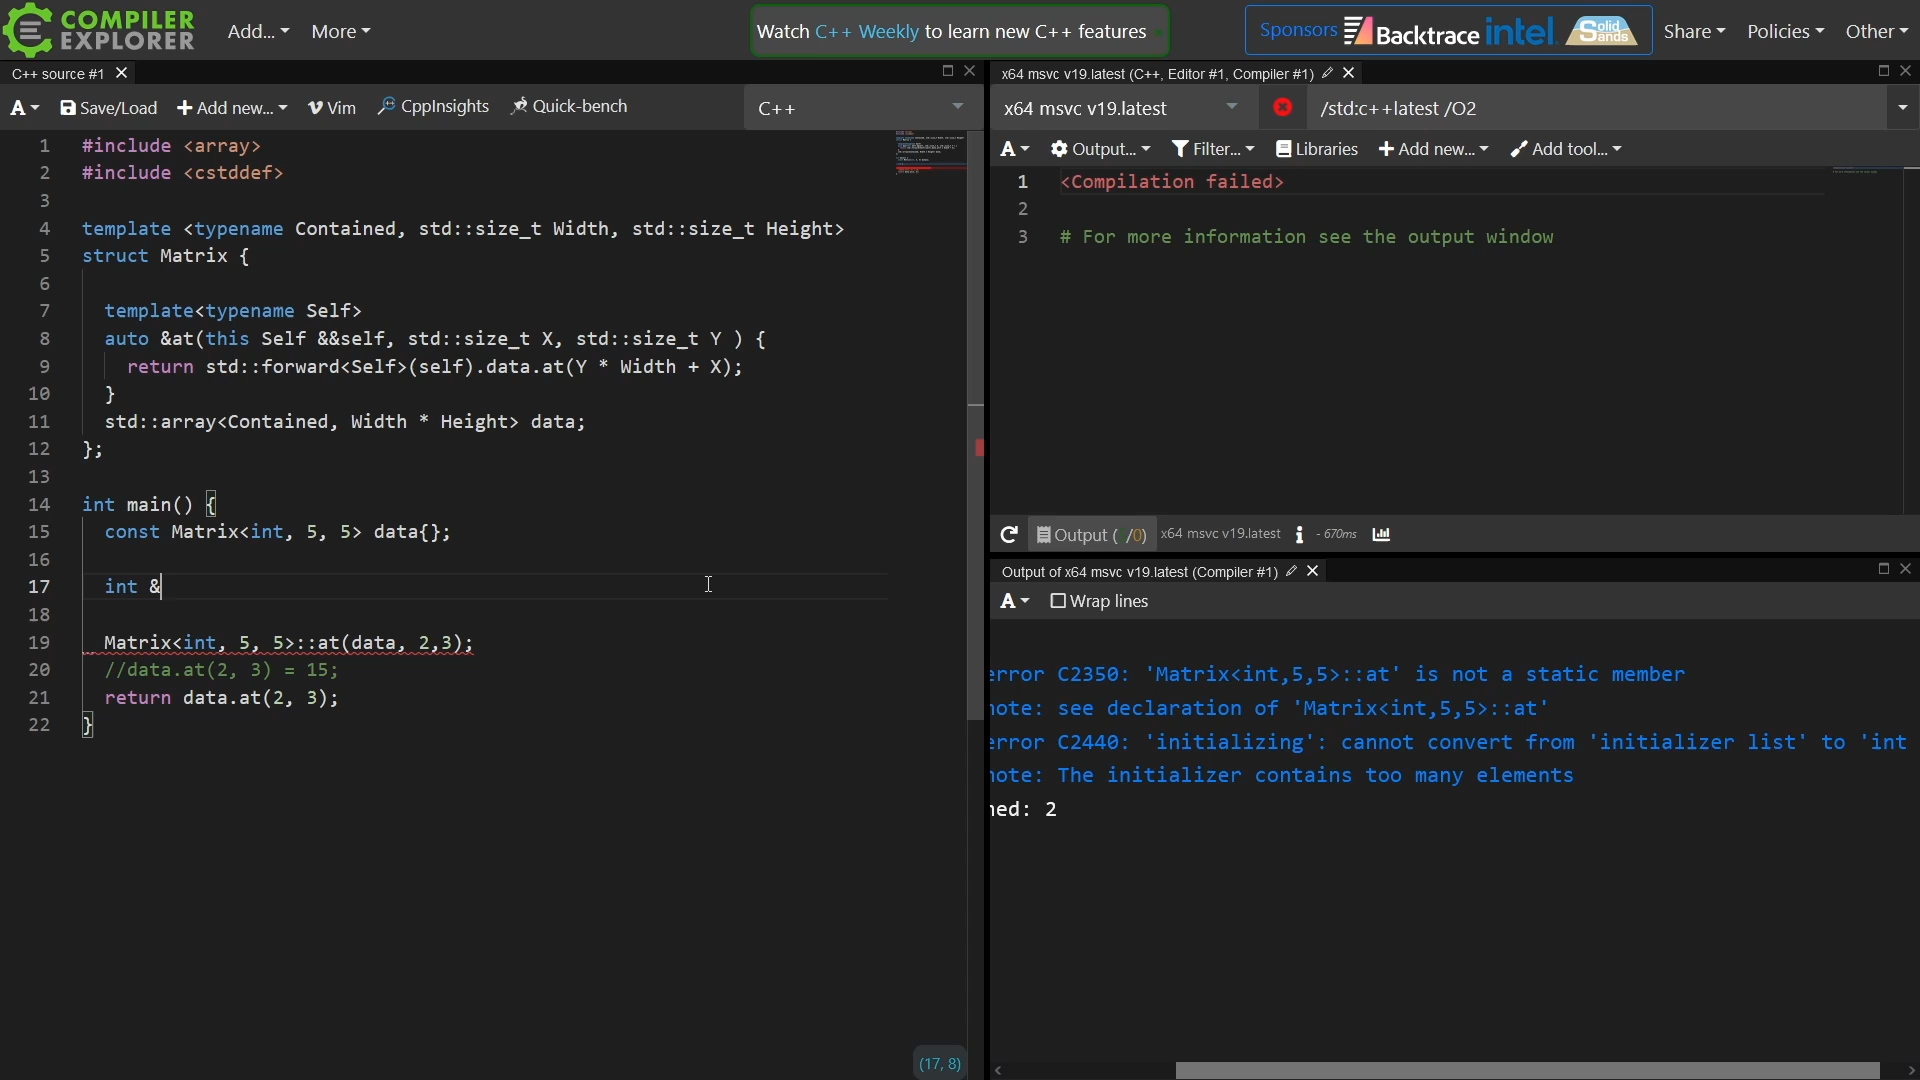 COMPILER EXPLORER Add... More Watch C++ Weekly to learn new C++ features Sponsors Backtrace intel. Solid Sands Share Policies Other
C++ source #1
A Save/Load + Add new... Vim CppInsights Quick-bench C++
1 #include <array>
2 #include <cstddef>
3
4 template <typename Contained, std::size_t Width, std::size_t Height>
5 struct Matrix {
6
7 template<typename Self>
8 auto &at(this Self &&self, std::size_t X, std::size_t Y ) {
9 return std::forward<Self>(self).data.at(Y * Width + X);
10 }
11 std::array<Contained, Width * Height> data;
12 };
13
14 int main() {
15 const Matrix<int, 5, 5> data{};
16
17 int &
18
19 Matrix<int, 5, 5>::at(data, 2,3);
20 //data.at(2, 3) = 15;
21 return data.at(2, 3);
22 }
(17, 8)
x64 msvc v19.latest (C++, Editor #1, Compiler #1)
x64 msvc v19.latest /std:c++latest /O2
A Output... Filter... Libraries + Add new... Add tool...
1 <Compilation failed>
2
3 # For more information see the output window
Output ( /0) x64 msvc v19.latest i - 670ms
Output of x64 msvc v19.latest (Compiler #1)
A Wrap lines
error C2350: 'Matrix<int,5,5>::at' is not a static member
note: see declaration of 'Matrix<int,5,5>::at'
error C2440: 'initializing': cannot convert from 'initializer list' to 'int
note: The initializer contains too many elements
ned: 2